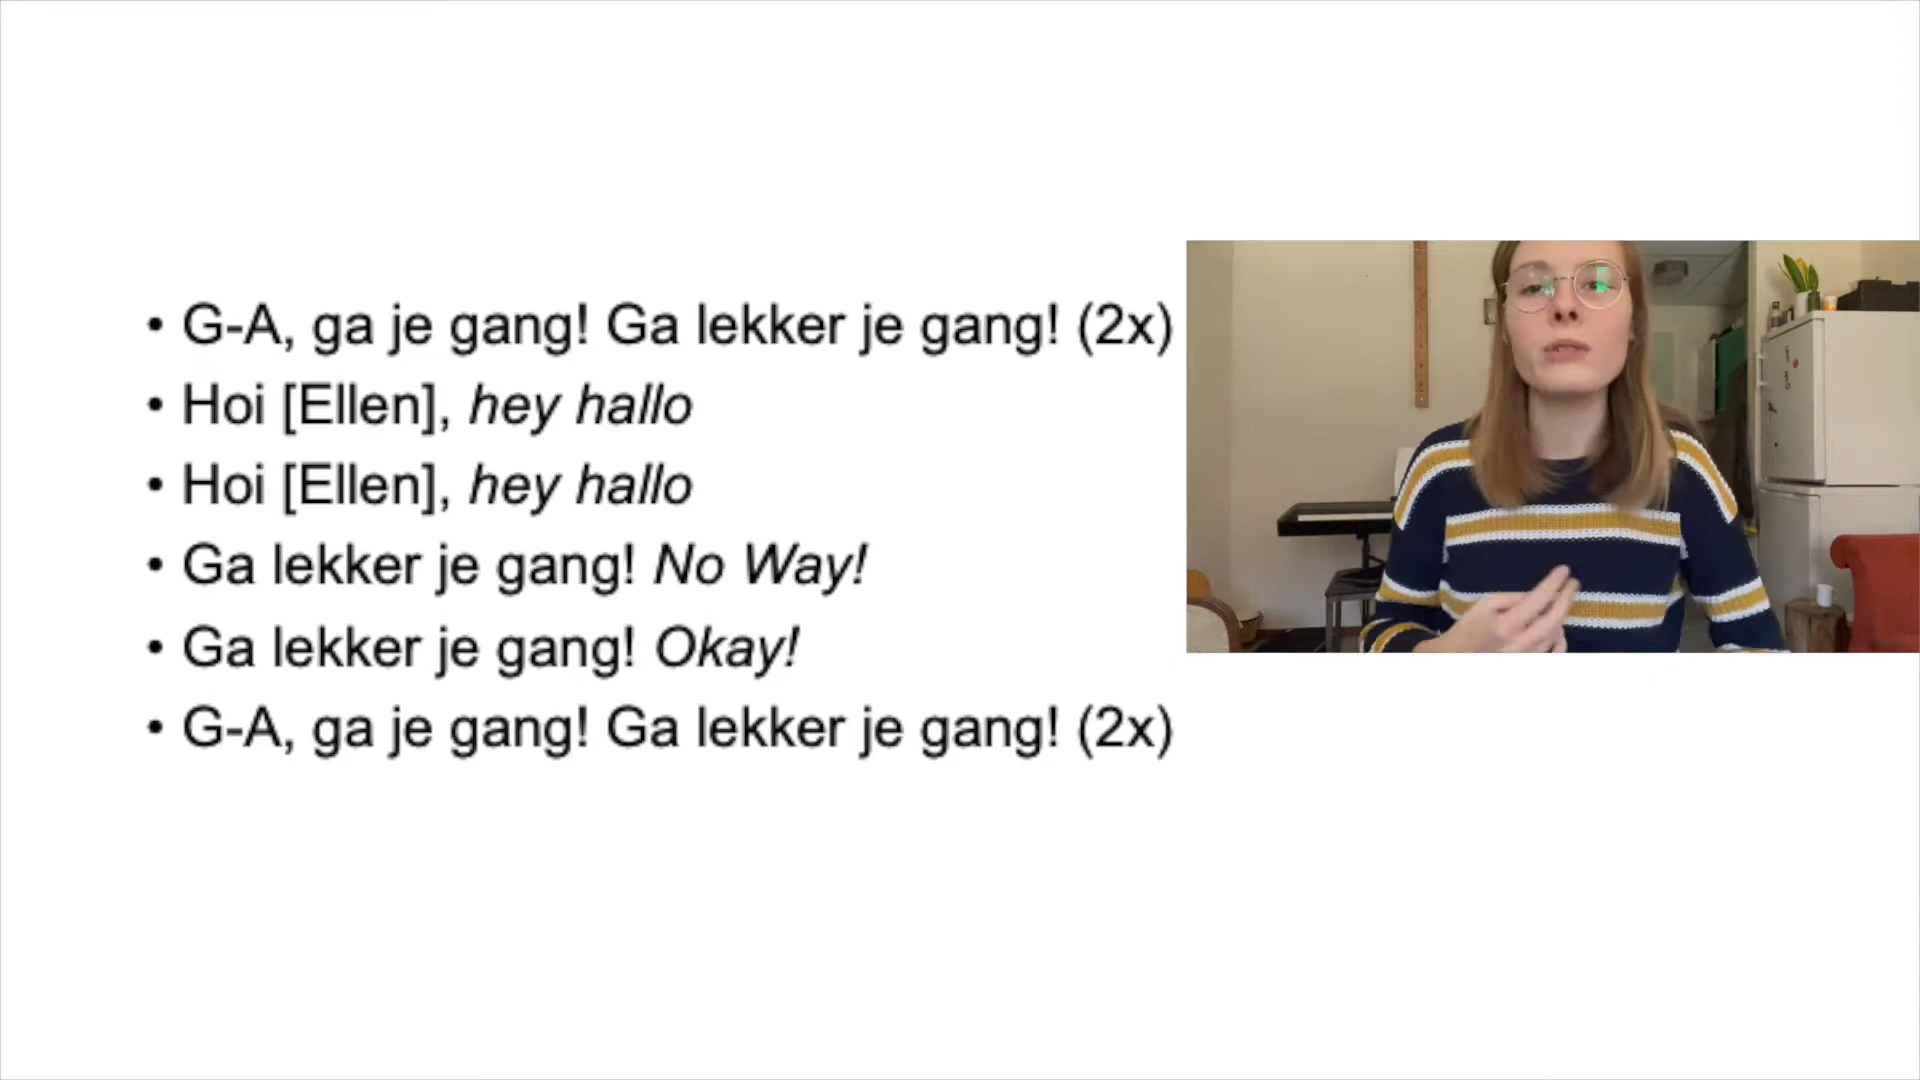 • G-A, ga je gang! Ga lekker je gang! (2x)
• Hoi [Ellen], hey hallo
• Hoi [Ellen], hey hallo
• Ga lekker je gang! No Way!
• Ga lekker je gang! Okay!
• G-A, ga je gang! Ga lekker je gang! (2x)